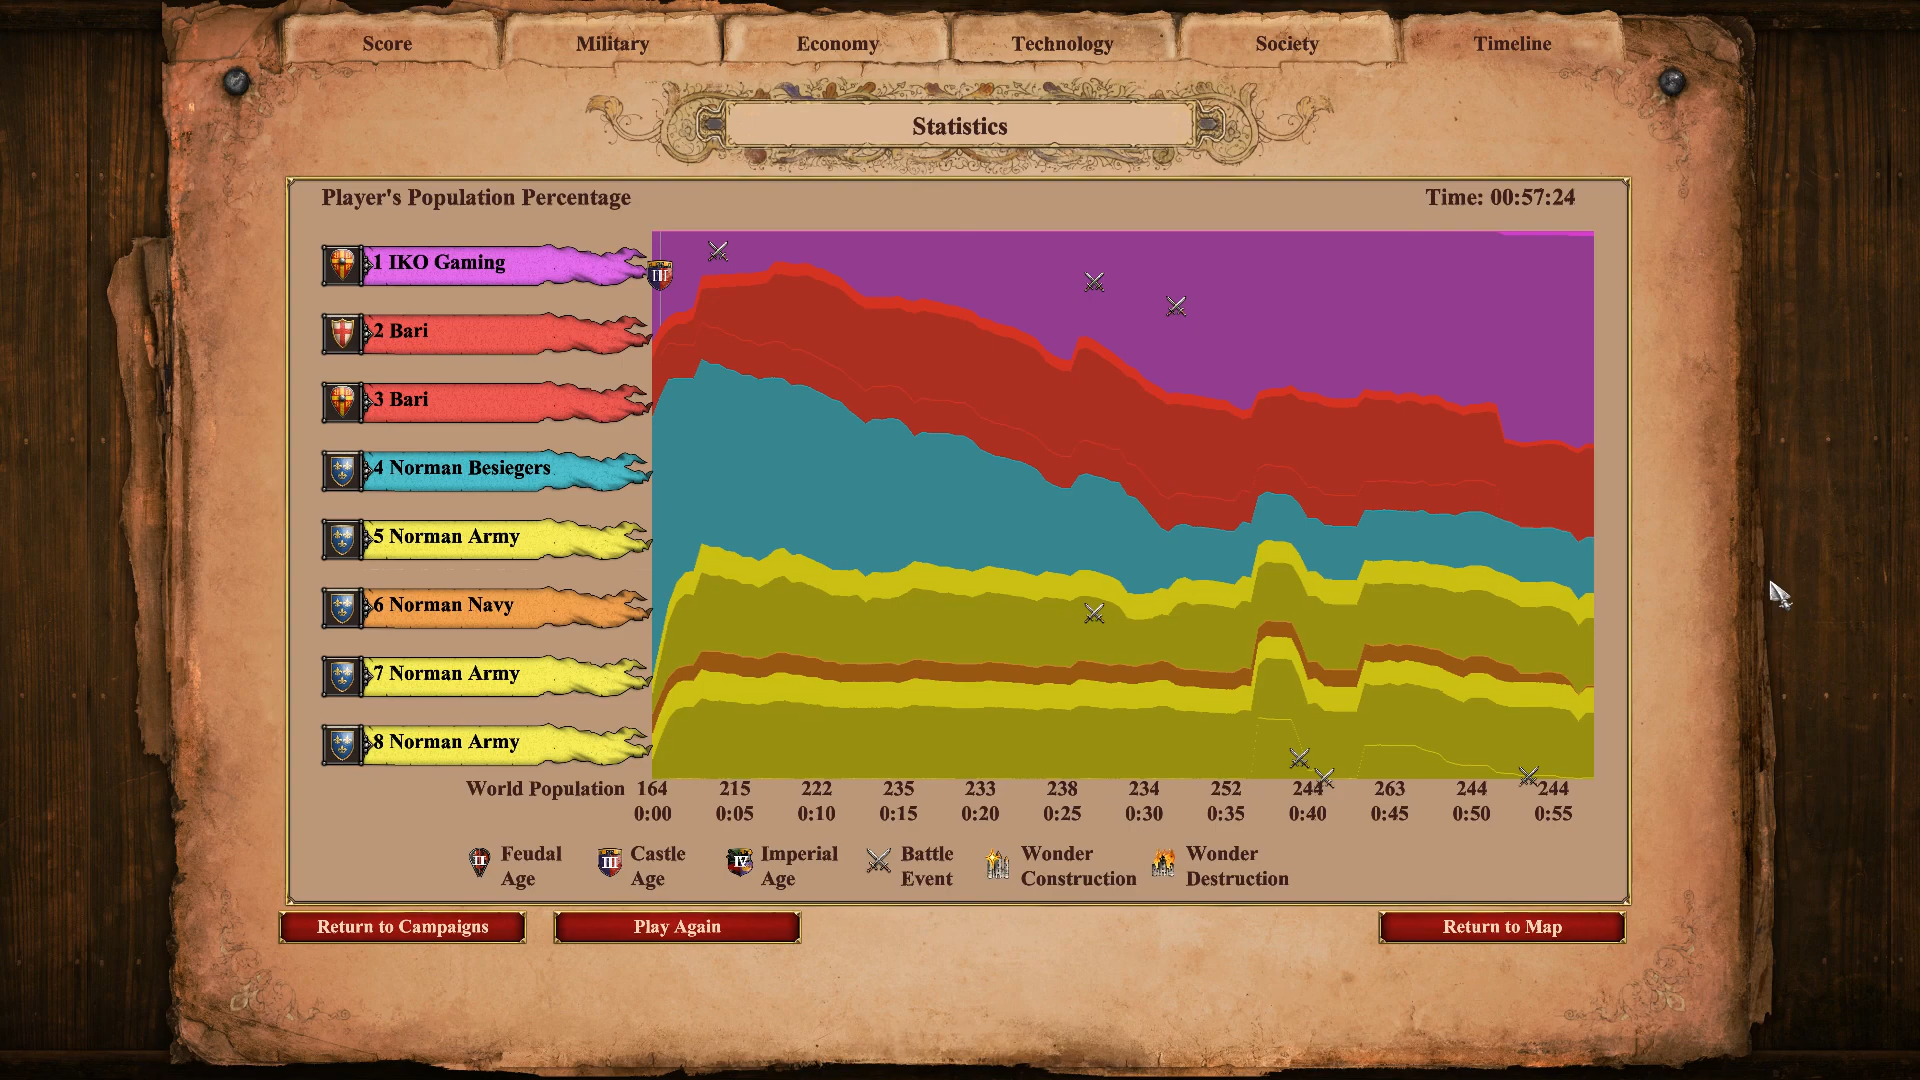 Score Military Economy Technology Society Timeline
Statistics
Player's Population Percentage Time: 00:57:24
1 IKO Gaming
2 Bari
3 Bari
4 Norman Besiegers
5 Norman Army
6 Norman Navy
7 Norman Army
8 Norman Army
World Population 164 215 222 235 233 238 234 252 244 263 244 244
0:00 0:05 0:10 0:15 0:20 0:25 0:30 0:35 0:40 0:45 0:50 0:55
II Feudal Age
III Castle Age
IV Imperial Age
Battle Event
Wonder Construction
Wonder Destruction
Return to Campaigns Play Again Return to Map